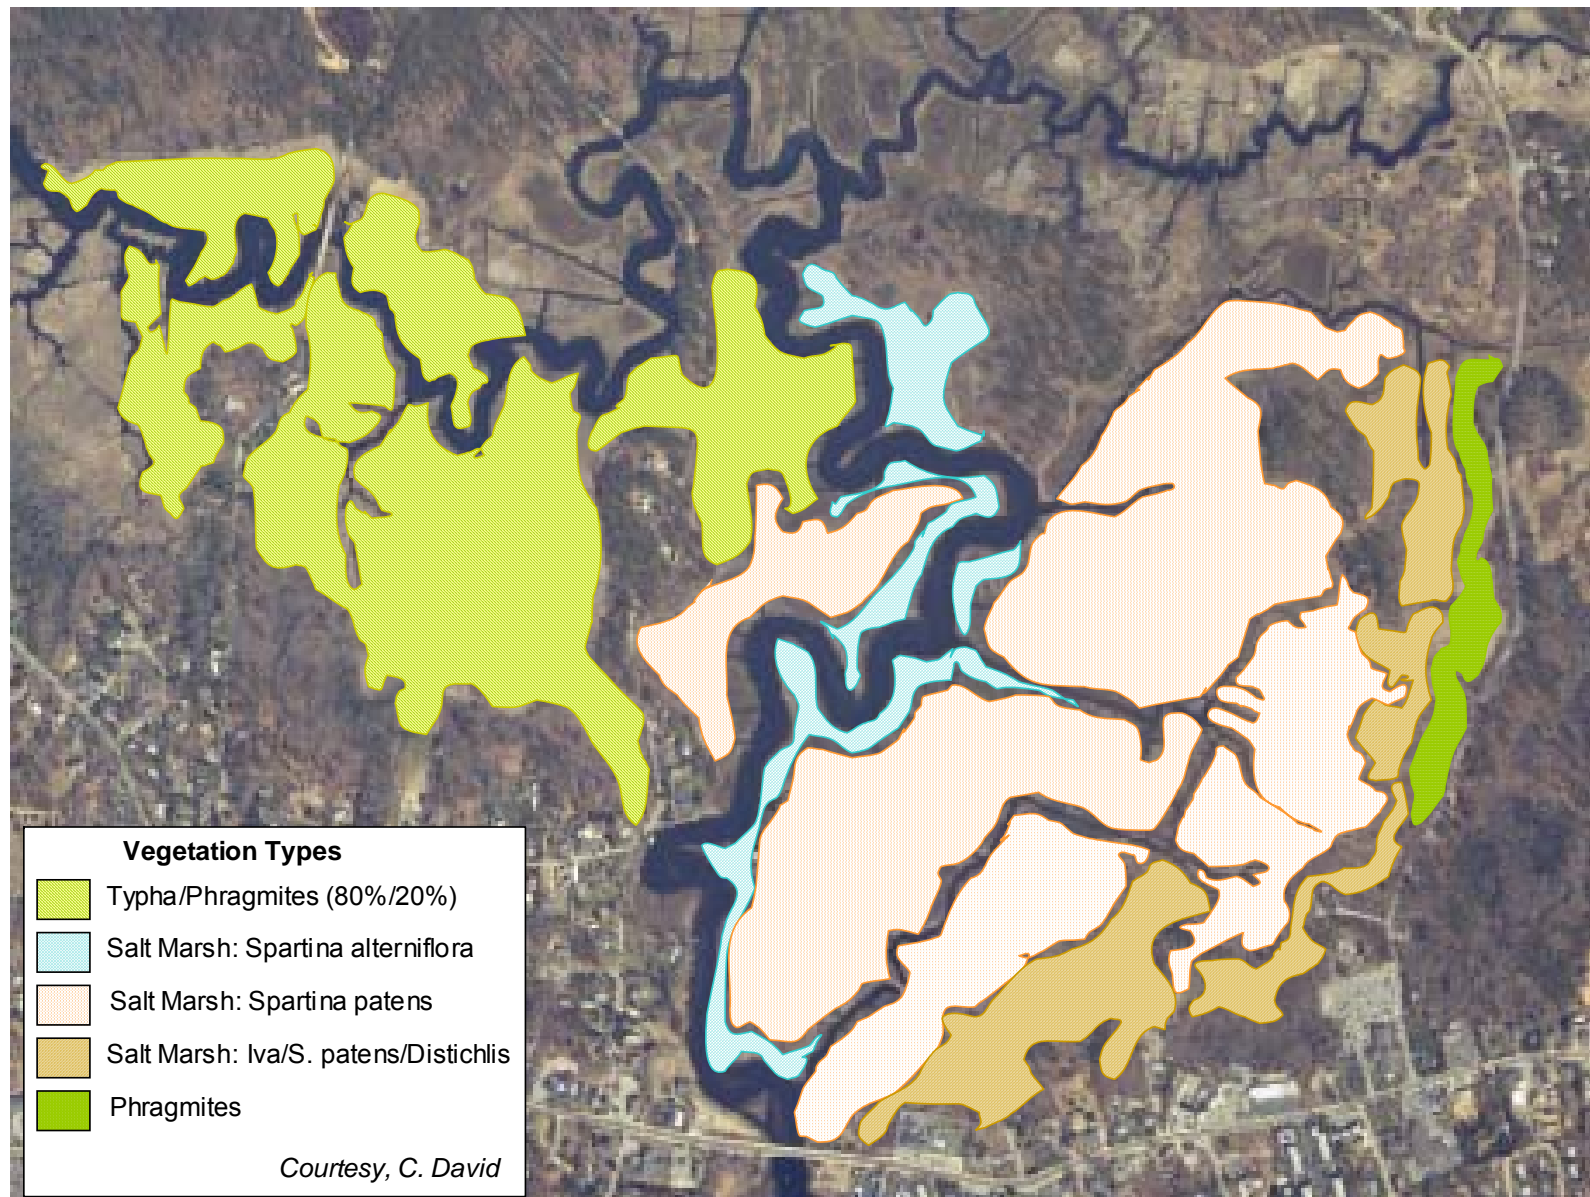 Vegetation Types
Typha/Phragmites (80%/20%)
Salt Marsh: Spartina alterniflora
Salt Marsh: Spartina patens
Salt Marsh: Iva/S. patens/Distichlis
Phragmites
Courtesy, C. David